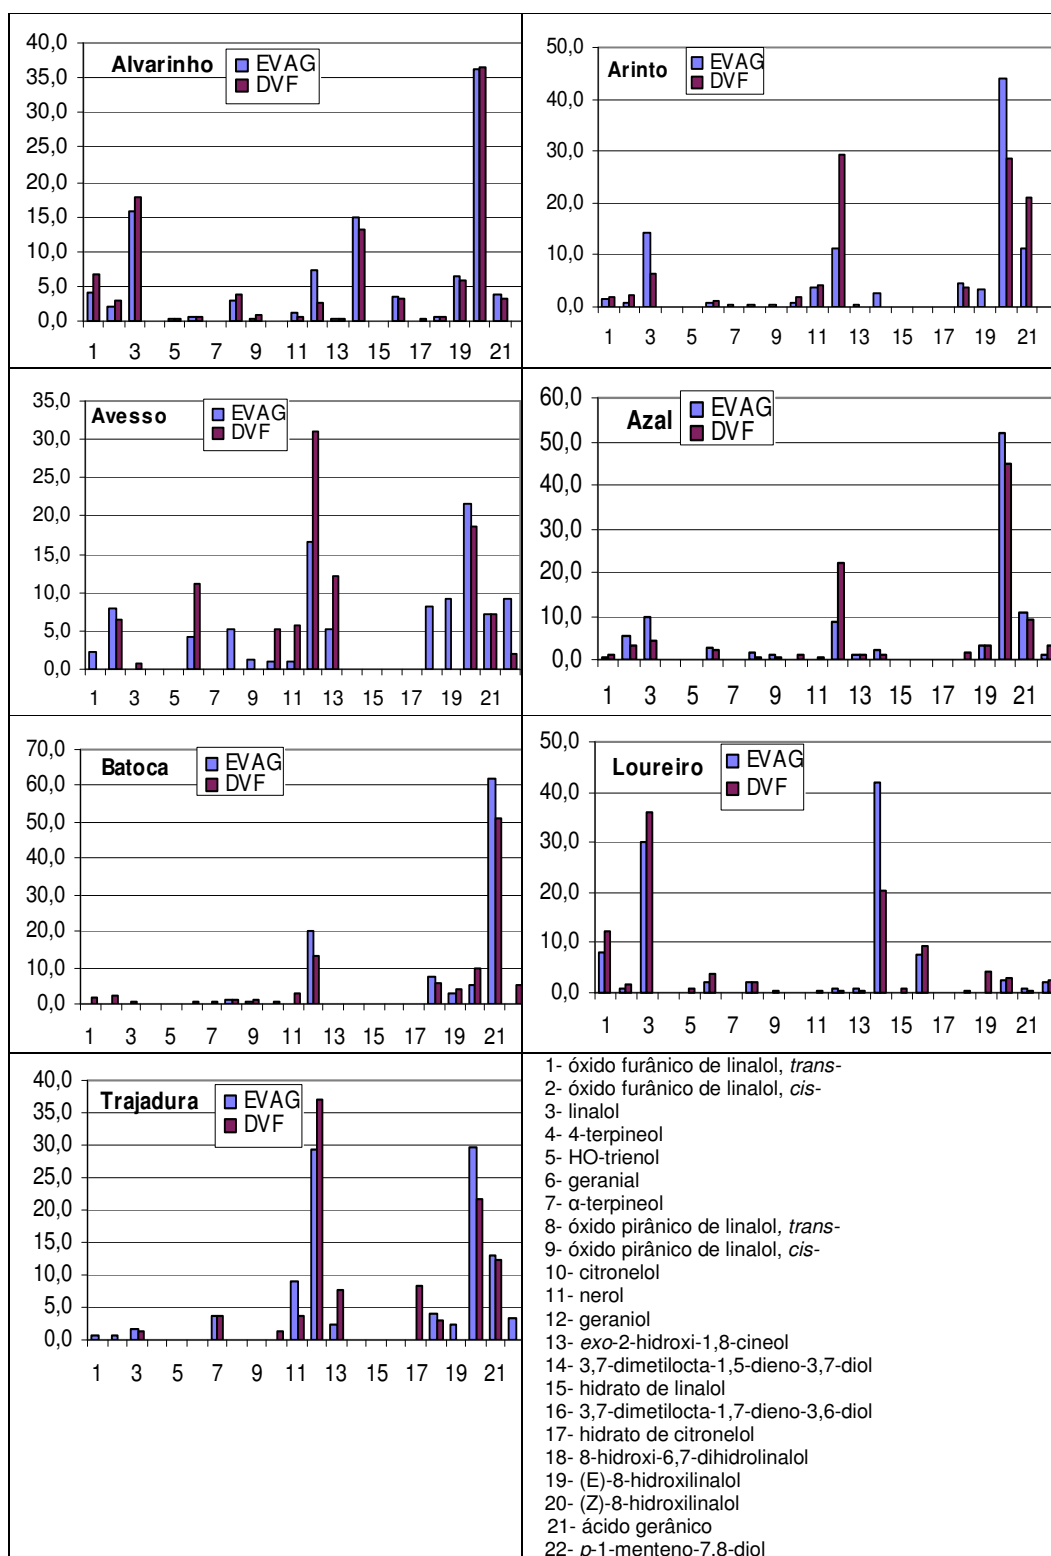 Alvarinho
EVAG
DVF
40,0
35,0
30,0
25,0
20,0
15,0
10,0
5,0
0,0
1 3 5 7 9 11 13 15 17 19 21
Arinto
EVAG
DVF
50,0
40,0
30,0
20,0
10,0
0,0
1 3 5 7 9 11 13 15 17 19 21
Avesso
EVAG
DVF
35,0
30,0
25,0
20,0
15,0
10,0
5,0
0,0
1 3 5 7 9 11 13 15 17 19 21
Azal
EVAG
DVF
60,0
50,0
40,0
30,0
20,0
10,0
0,0
1 3 5 7 9 11 13 15 17 19 21
Batoca
EVAG
DVF
70,0
60,0
50,0
40,0
30,0
20,0
10,0
0,0
1 3 5 7 9 11 13 15 17 19 21
Loureiro
EVAG
DVF
50,0
40,0
30,0
20,0
10,0
0,0
1 3 5 7 9 11 13 15 17 19 21
Trajadura
EVAG
DVF
40,0
35,0
30,0
25,0
20,0
15,0
10,0
5,0
0,0
1 3 5 7 9 11 13 15 17 19 21
1- óxido furânico de linalol, trans-
2- óxido furânico de linalol, cis-
3- linalol
4- 4-terpineol
5- HO-trienol
6- geranial
7- α-terpineol
8- óxido pirânico de linalol, trans-
9- óxido pirânico de linalol, cis-
10- citronelol
11- nerol
12- geraniol
13- exo-2-hidroxi-1,8-cineol
14- 3,7-dimetilocta-1,5-dieno-3,7-diol
15- hidrato de linalol
16- 3,7-dimetilocta-1,7-dieno-3,6-diol
17- hidrato de citronelol
18- 8-hidroxi-6,7-dihidrolinalol
19- (E)-8-hidroxilinalol
20- (Z)-8-hidroxilinalol
21- ácido gerânico
22- p-1-menteno-7,8-diol